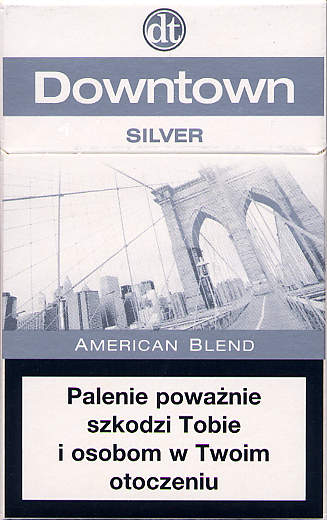 dt
Downtown
SILVER
AMERICAN BLEND
Palenie poważnie
szkodzi Tobie
i osobom w Twoim
otoczeniu